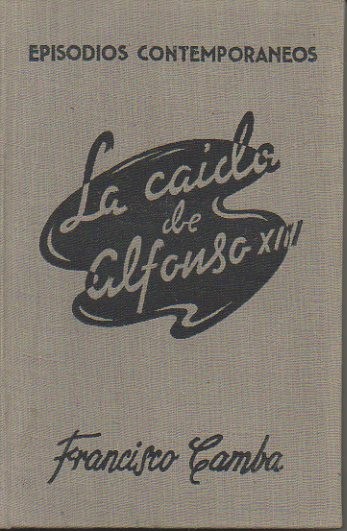 EPISODIOS CONTEMPORANEOS
La caida
de
alfonso XIII
Francisco Camba